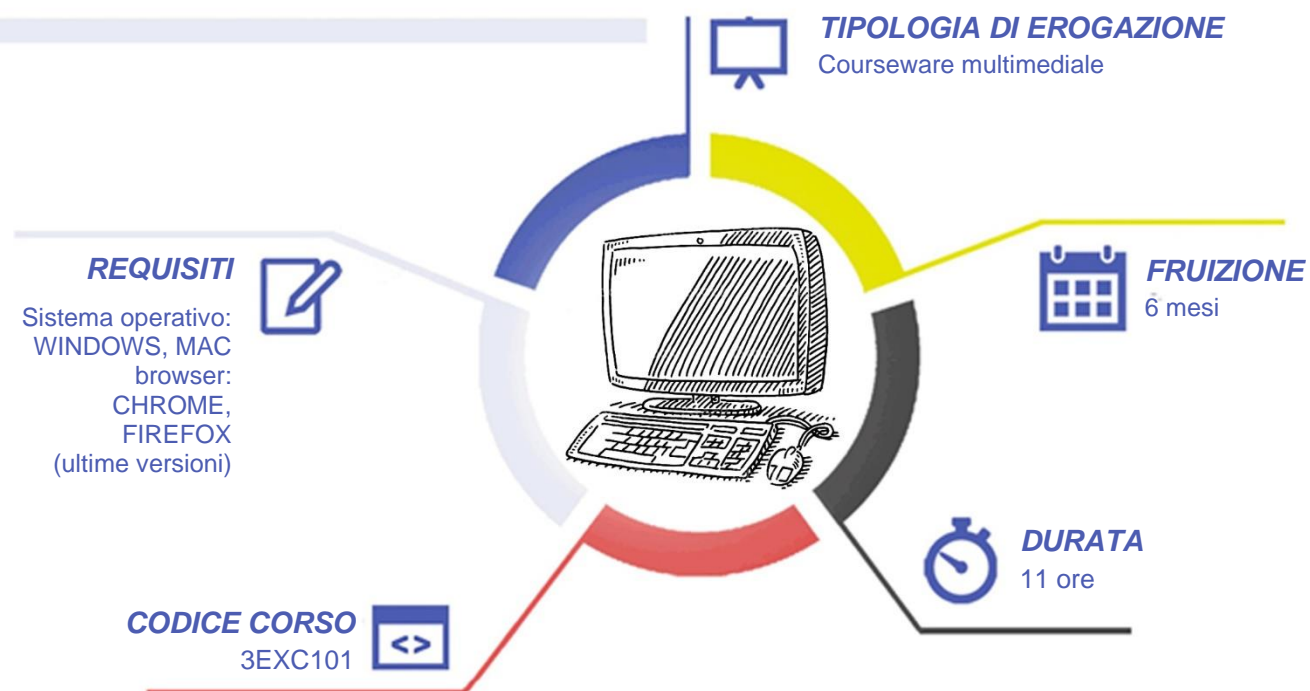 TIPOLOGIA DI EROGAZIONE
Courseware multimediale
REQUISITI
Sistema operativo:
WINDOWS, MAC
browser:
CHROME,
FIREFOX
(ultime versioni)
FRUIZIONE
6 mesi
DURATA
11 ore
CODICE CORSO
3EXC101